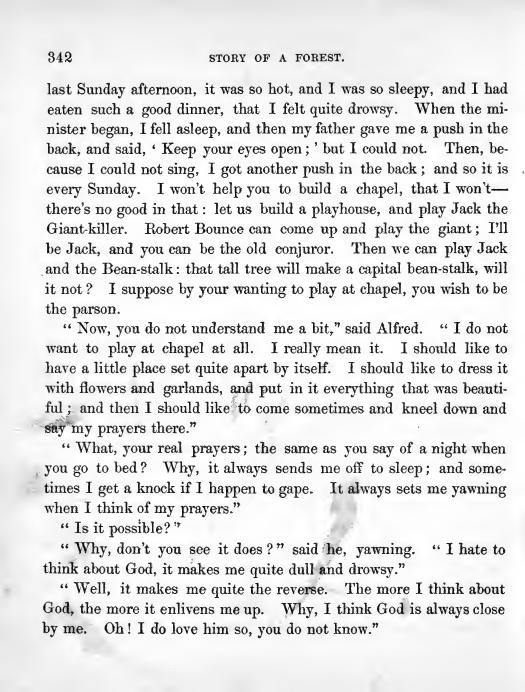 342
STORY OF A FOREST.
last Sunday afternoon, it was so hot, and I was so sleepy, and I had
eaten such a good dinner, that I felt quite drowsy. When the mi-
nister began, I fell asleep, and then my father gave me a push in the
back, and said, ‘ Keep your eyes open ; ’ but I could not. Then, be-
cause I could not sing, I got another push in the back ; and so it is
every Sunday. I won’t help you to build a chapel, that I won’t—
there’s no good in that : let us build a playhouse, and play Jack the
Giant-killer. Robert Bounce can come up and play the giant ; I’ll
be Jack, and you can be the old conjuror. Then we can play Jack
and the Bean-stalk : that tall tree will make a capital bean-stalk, will
it not ? I suppose by your wanting to play at chapel, you wish to be
the parson.
“ Now, you do not understand me a bit,” said Alfred. “ I do not
want to play at chapel at all. I really mean it. I should like to
have a little place set quite apart by itself. I should like to dress it
with flowers and garlands, and put in it everything that was beauti-
ful ; and then I should like to come sometimes and kneel down and
say my prayers there.”
“ What, your real prayers ; the same as you say of a night when
you go to bed ? Why, it always sends me off to sleep ; and some-
times I get a knock if I happen to gape. It always sets me yawning
when I think of my prayers.”
“ Is it possible ? ”
“ Why, don’t you see it does ? ” said he, yawning. “ I hate to
think about God, it makes me quite dull and drowsy.”
“ Well, it makes me quite the reverse. The more I think about
God, the more it enlivens me up. Why, I think God is always close
by me. Oh ! I do love him so, you do not know.”